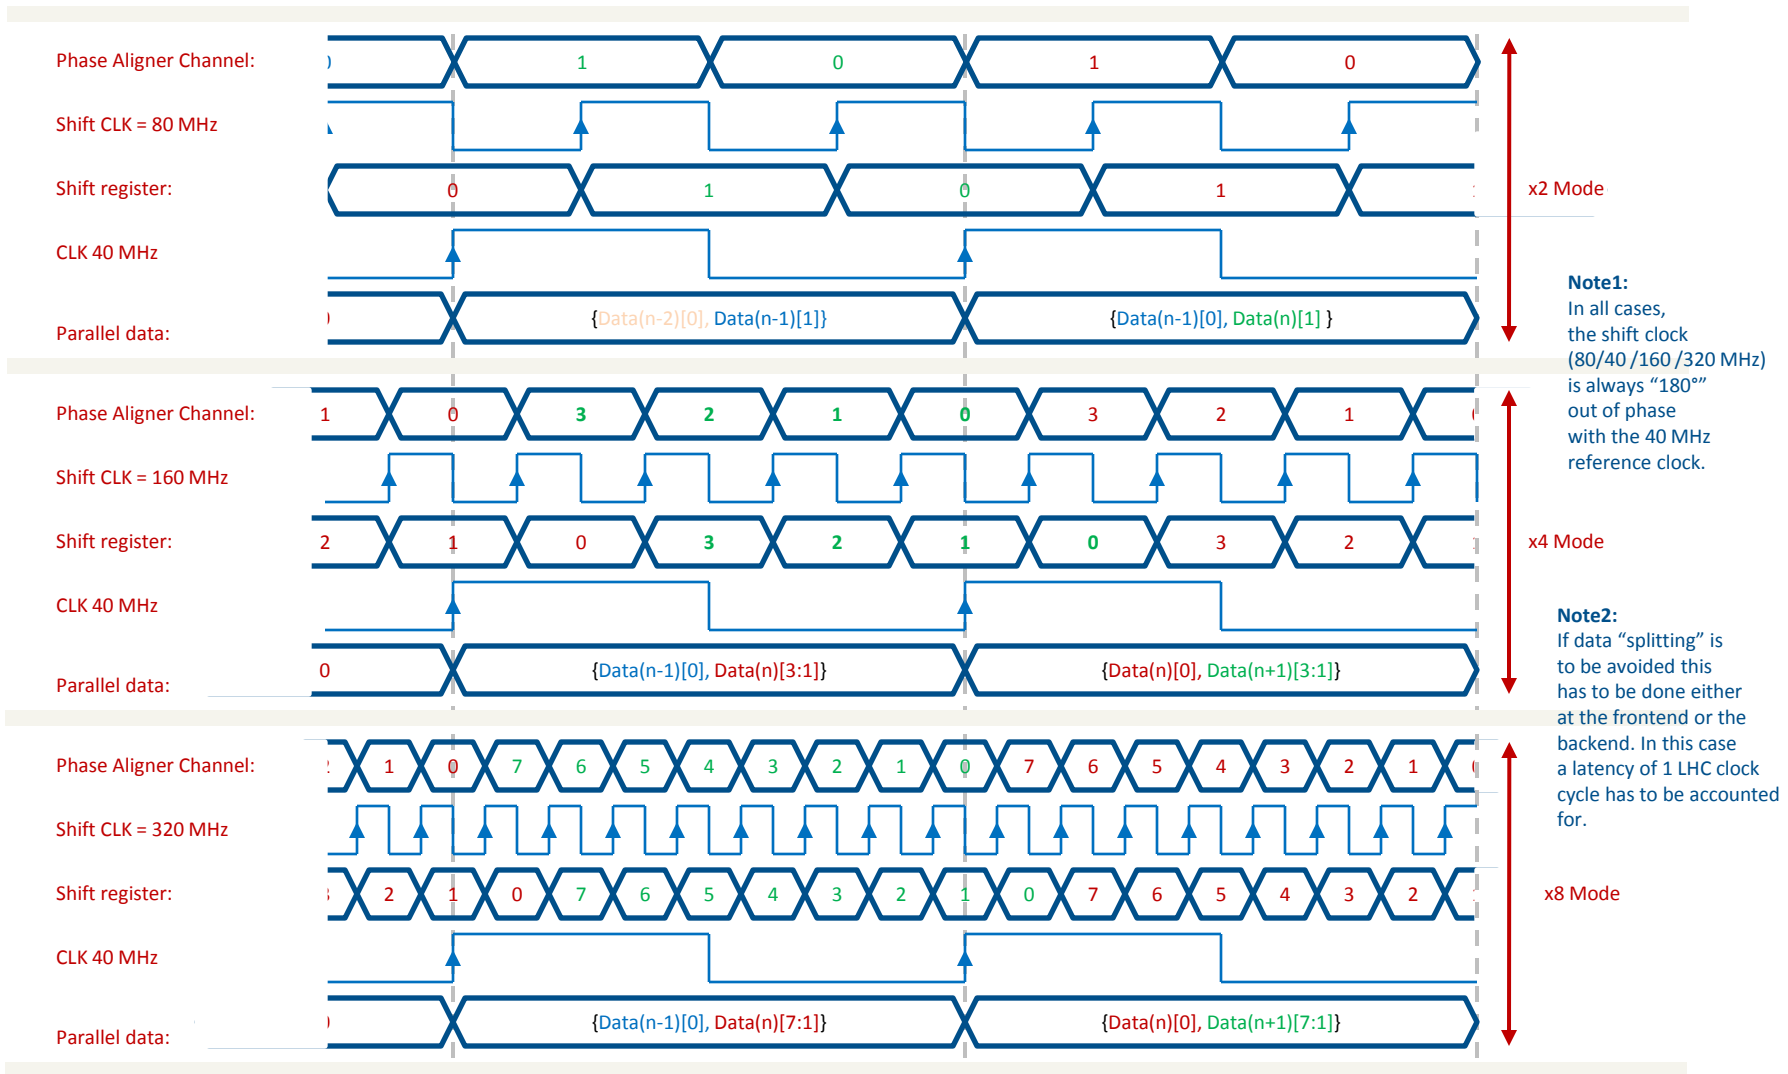 Phase Aligner Channel: 1 0 1 0
Shift CLK = 80 MHz
Shift register: 0 1 0 1
x2 Mode
CLK 40 MHz
Parallel data: {Data(n-2)[0], Data(n-1)[1]} {Data(n-1)[0], Data(n)[1] }
Note1:
In all cases,
the shift clock
(80/40 /160 /320 MHz)
is always “180°”
out of phase
with the 40 MHz
reference clock.
Phase Aligner Channel: 1 0 3 2 1 0 3 2 1
Shift CLK = 160 MHz
Shift register: 2 1 0 3 2 1 0 3 2
x4 Mode
CLK 40 MHz
Parallel data: 0 {Data(n-1)[0], Data(n)[3:1]} {Data(n)[0], Data(n+1)[3:1]}
Note2:
If data “splitting” is
to be avoided this
has to be done either
at the frontend or the
backend. In this case
a latency of 1 LHC clock
cycle has to be accounted
for.
Phase Aligner Channel: 1 0 7 6 5 4 3 2 1 0 7 6 5 4 3 2 1
Shift CLK = 320 MHz
Shift register: 2 1 0 7 6 5 4 3 2 1 0 7 6 5 4 3 2
x8 Mode
CLK 40 MHz
Parallel data: {Data(n-1)[0], Data(n)[7:1]} {Data(n)[0], Data(n+1)[7:1]}